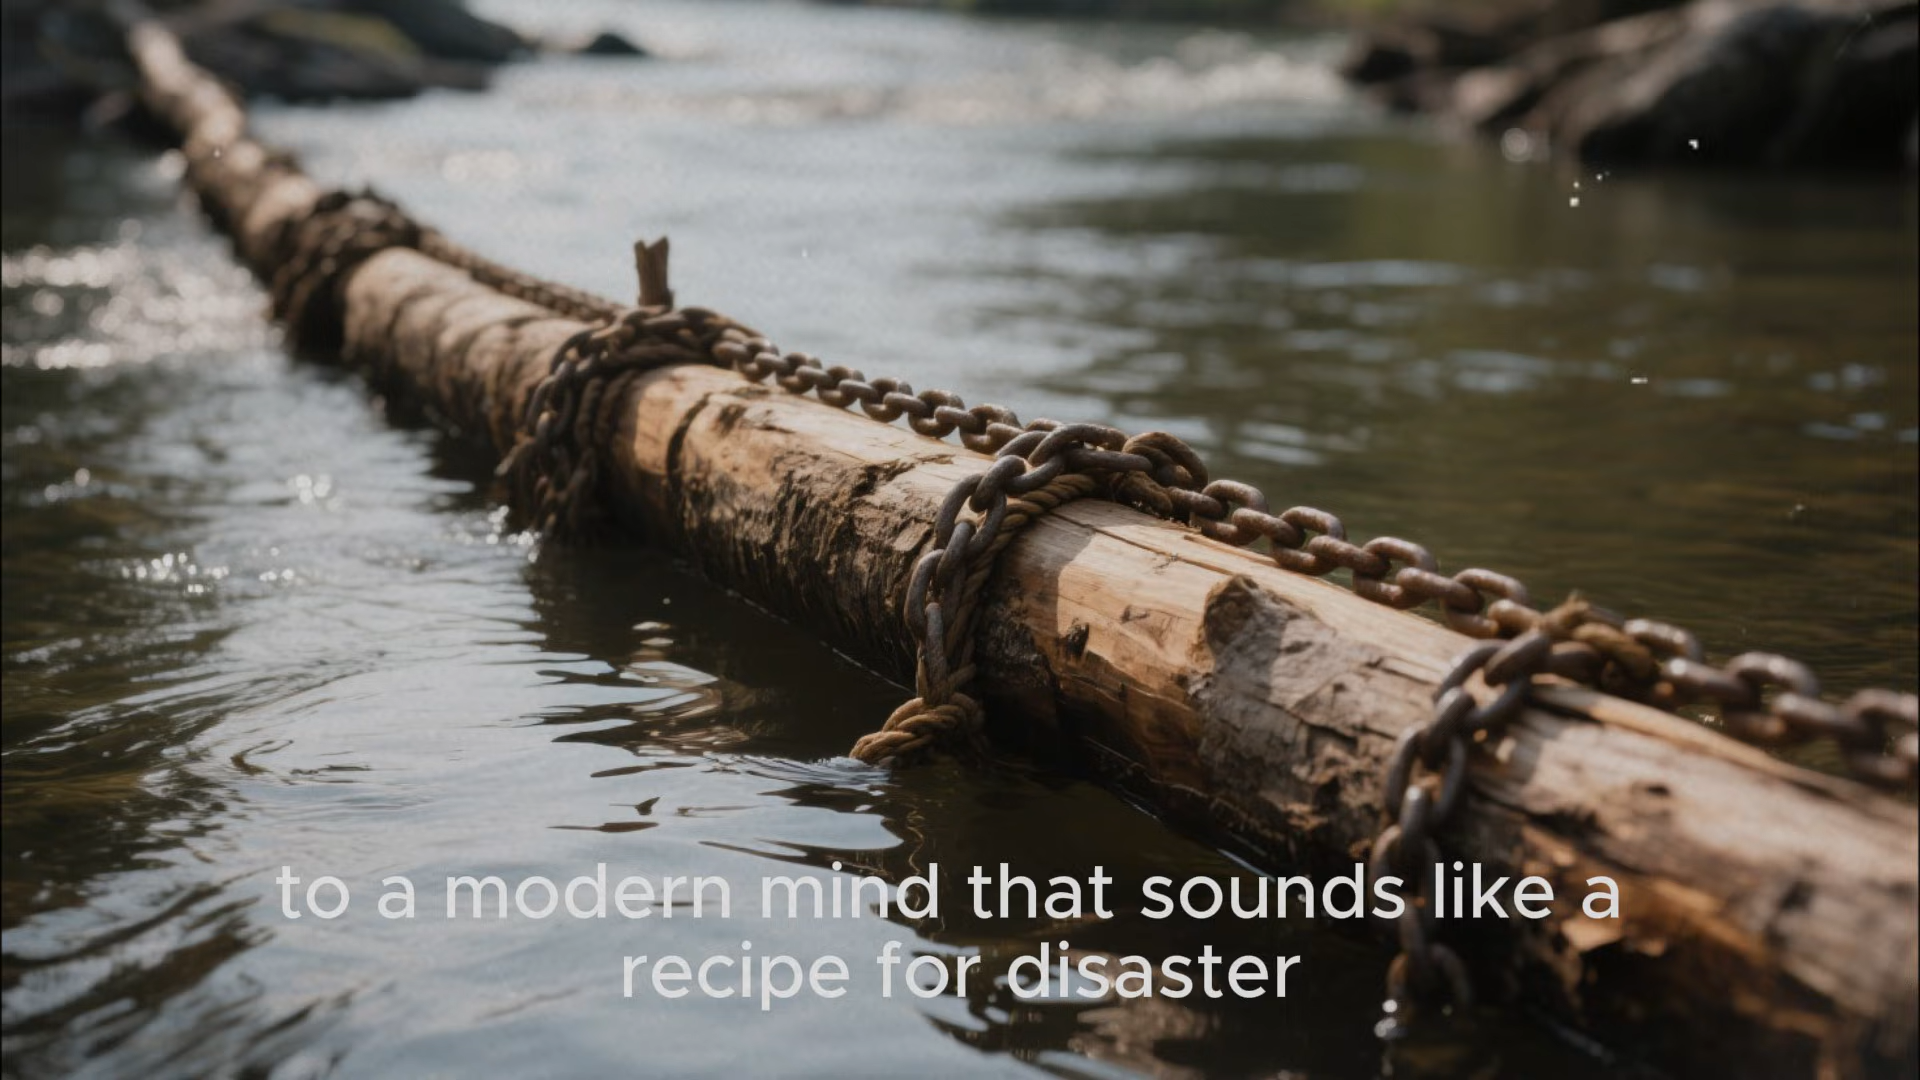 to a modern mind that sounds like a
recipe for disaster